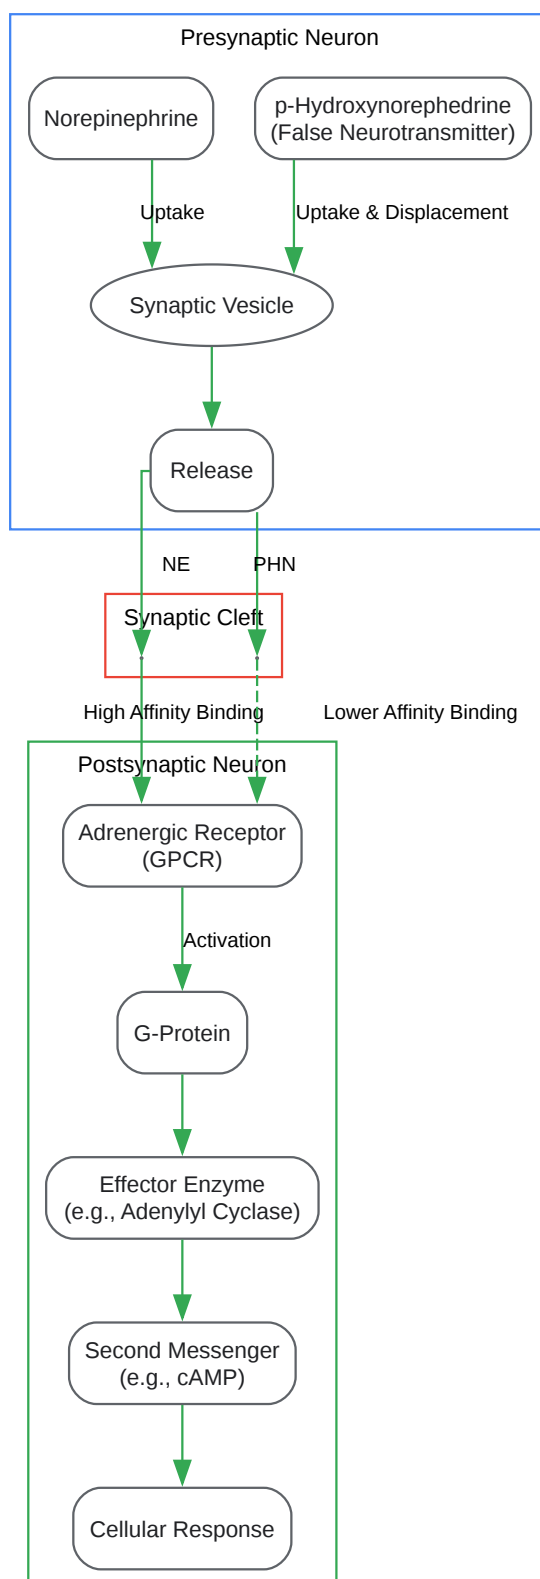 Presynaptic Neuron
Norepinephrine
p-Hydroxynorephedrine
(False Neurotransmitter)
Uptake
Uptake & Displacement
Synaptic Vesicle
Release
NE
PHN
Synaptic Cleft
High Affinity Binding
Lower Affinity Binding
Postsynaptic Neuron
Adrenergic Receptor
(GPCR)
Activation
G-Protein
Effector Enzyme
(e.g., Adenylyl Cyclase)
Second Messenger
(e.g., cAMP)
Cellular Response